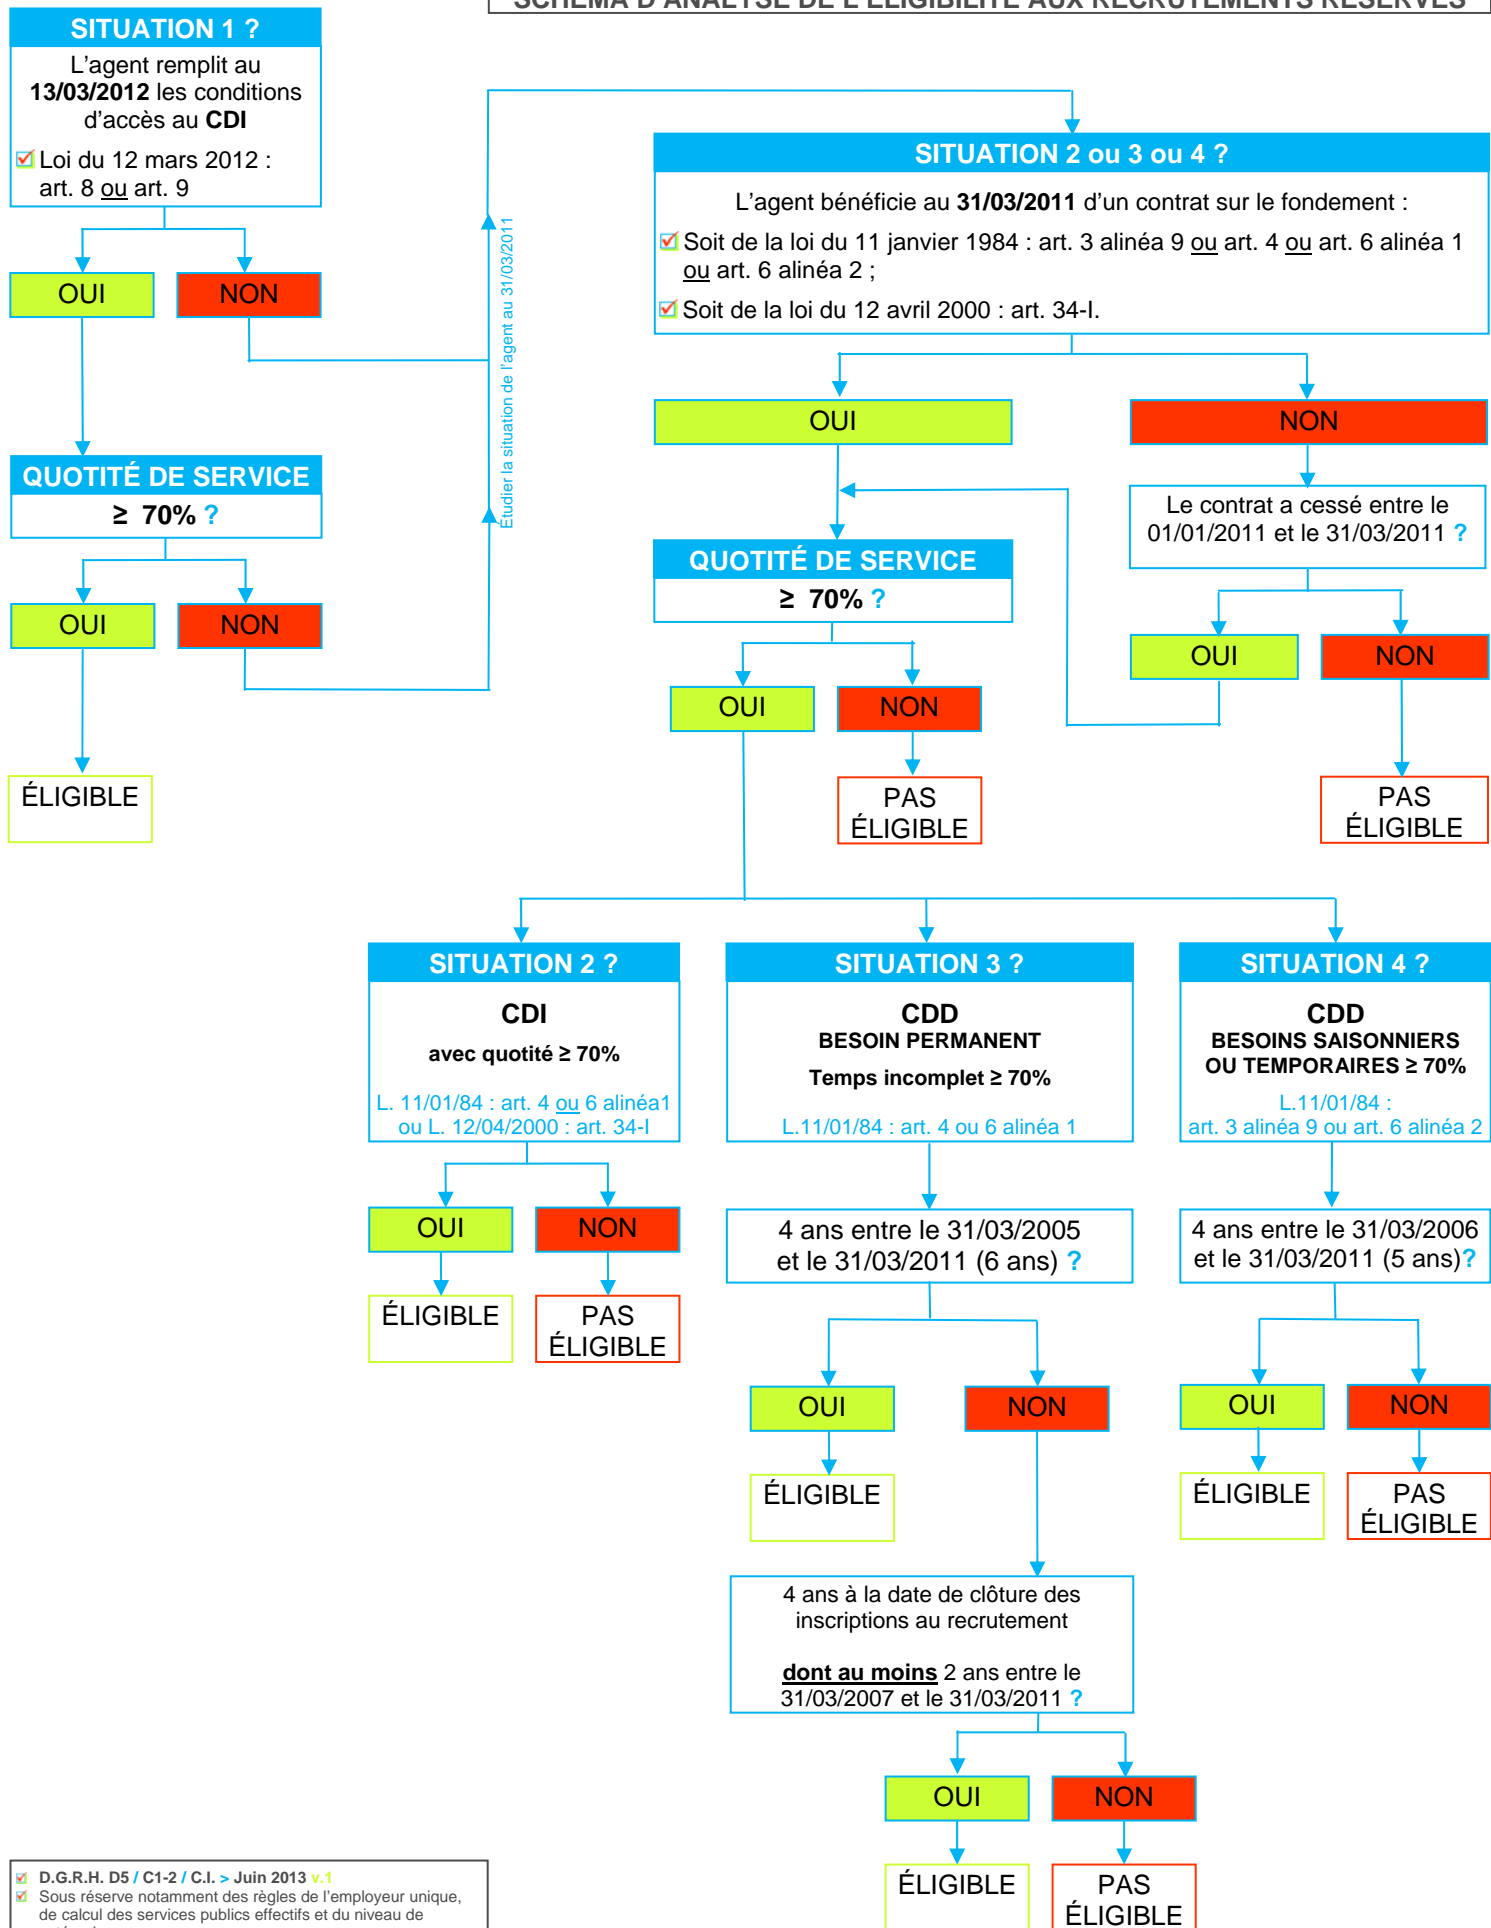 SCHÉMA D'ANALYSE DE L'ÉLIGIBILITÉ AUX RECRUTEMENTS RÉSERVÉS
SITUATION 1 ?
L'agent remplit au
13/03/2012 les conditions
d'accès au CDI
Loi du 12 mars 2012 :
art. 8 ou art. 9
OUI
NON
QUOTITÉ DE SERVICE
≥ 70% ?
OUI
NON
ÉLIGIBLE
Étudier la situation de l'agent au 31/03/2011
SITUATION 2 ou 3 ou 4 ?
L'agent bénéficie au 31/03/2011 d'un contrat sur le fondement :
Soit de la loi du 11 janvier 1984 : art. 3 alinéa 9 ou art. 4 ou art. 6 alinéa 1
ou art. 6 alinéa 2 ;
Soit de la loi du 12 avril 2000 : art. 34-I.
OUI
NON
Le contrat a cessé entre le
01/01/2011 et le 31/03/2011 ?
QUOTITÉ DE SERVICE
≥ 70% ?
OUI
NON
OUI
NON
PAS
ÉLIGIBLE
PAS
ÉLIGIBLE
SITUATION 2 ?
CDI
avec quotité ≥ 70%
L. 11/01/84 : art. 4 ou 6 alinéa1
ou L. 12/04/2000 : art. 34-I
OUI
NON
ÉLIGIBLE
PAS
ÉLIGIBLE
SITUATION 3 ?
CDD
BESOIN PERMANENT
Temps incomplet ≥ 70%
L.11/01/84 : art. 4 ou 6 alinéa 1
4 ans entre le 31/03/2005
et le 31/03/2011 (6 ans) ?
OUI
NON
ÉLIGIBLE
4 ans à la date de clôture des
inscriptions au recrutement
dont au moins 2 ans entre le
31/03/2007 et le 31/03/2011 ?
OUI
NON
ÉLIGIBLE
PAS
ÉLIGIBLE
SITUATION 4 ?
CDD
BESOINS SAISONNIERS
OU TEMPORAIRES ≥ 70%
L.11/01/84 :
art. 3 alinéa 9 ou art. 6 alinéa 2
4 ans entre le 31/03/2006
et le 31/03/2011 (5 ans)?
OUI
NON
ÉLIGIBLE
PAS
ÉLIGIBLE
D.G.R.H. D5 / C1-2 / C.I. > Juin 2013 v.1
Sous réserve notamment des règles de l'employeur unique,
de calcul des services publics effectifs et du niveau de